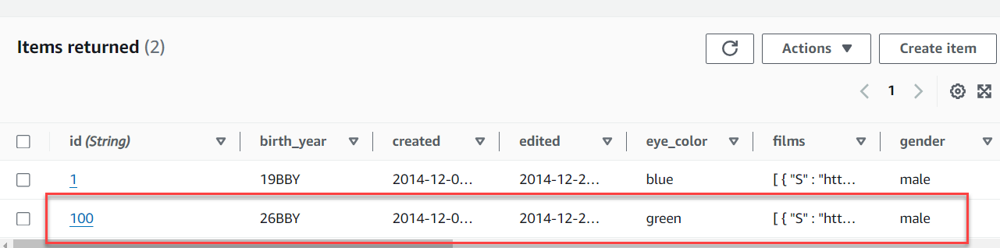 Items returned (2)
Actions
Create item
1
id (String) birth_year created edited eye_color films gender
1 19BBY 2014-12-0... 2014-12-2... blue [ { "S" : "htt... male
100 26BBY 2014-12-0... 2014-12-2... green [ { "S" : "htt... male